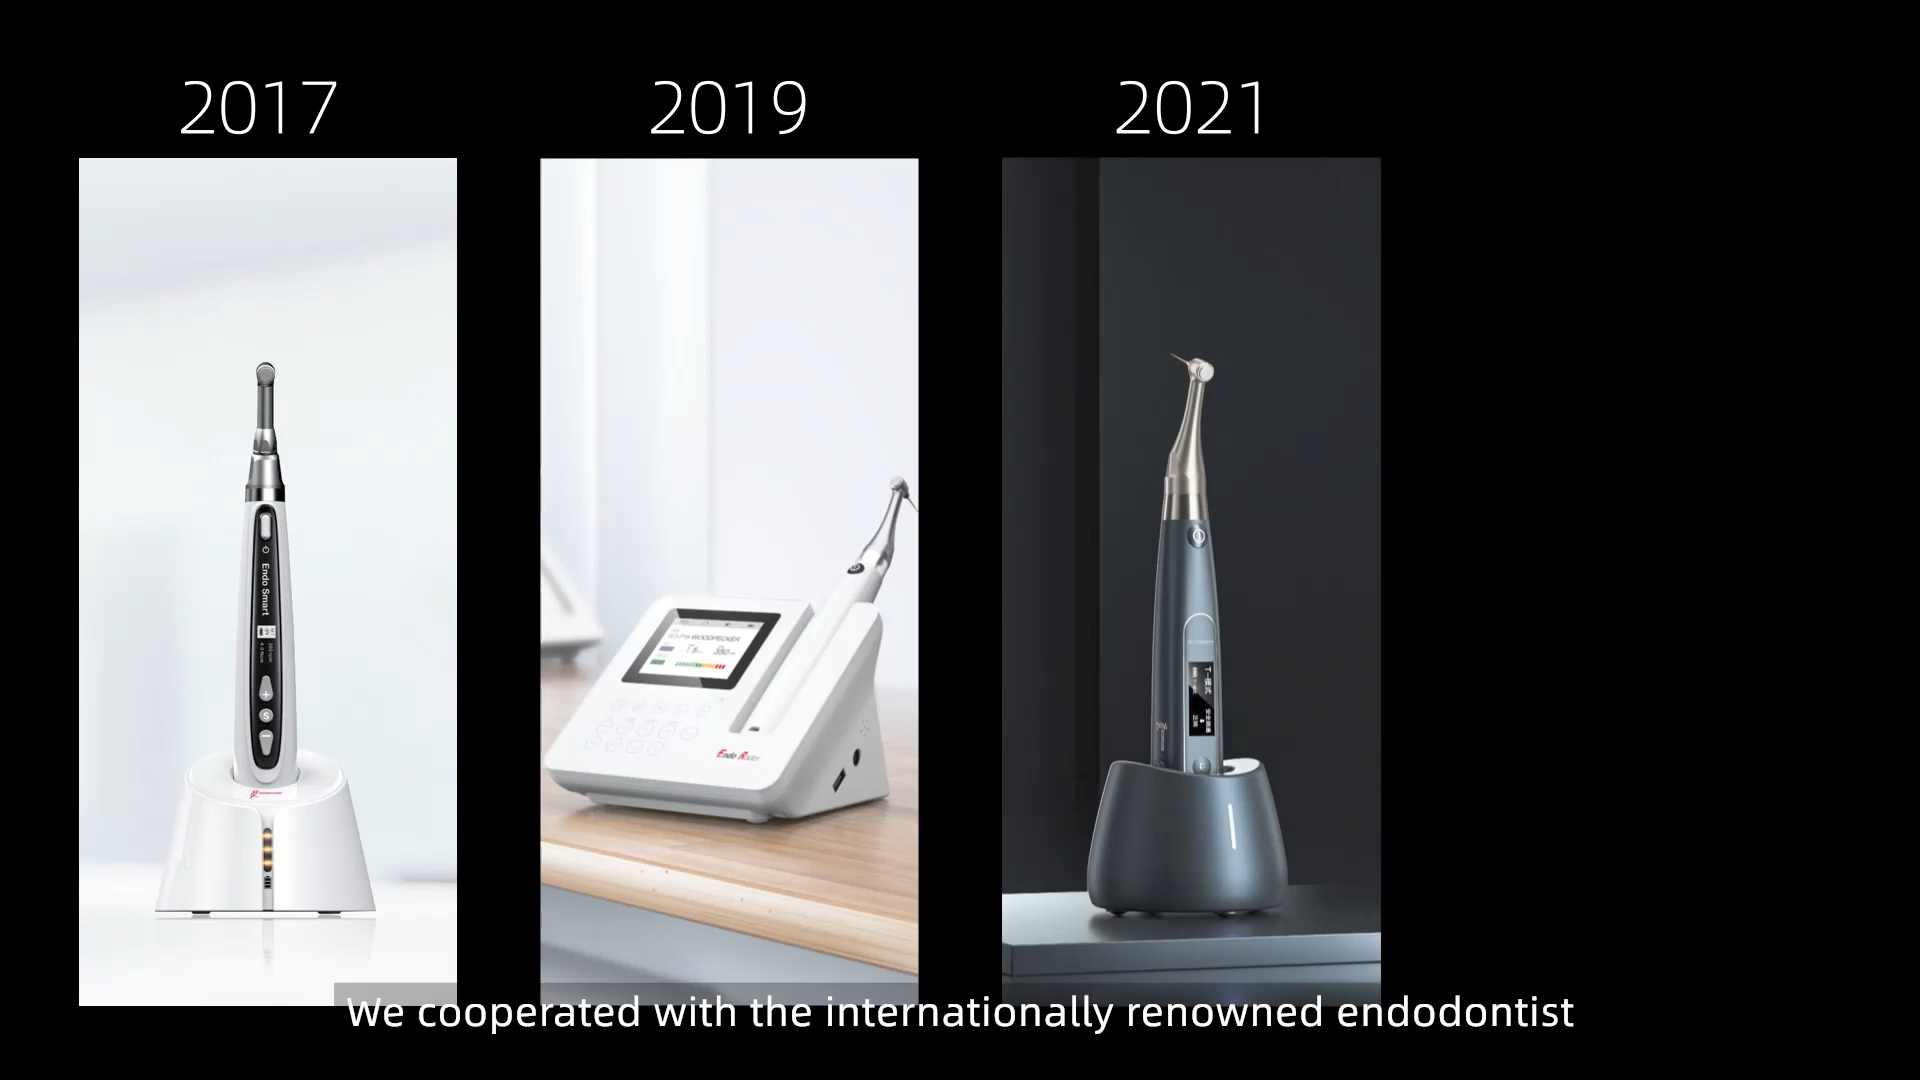 2017
2019
2021
Endo Smart
WOODPECKER
Endo Radar
We cooperated with the internationally renowned endodontist